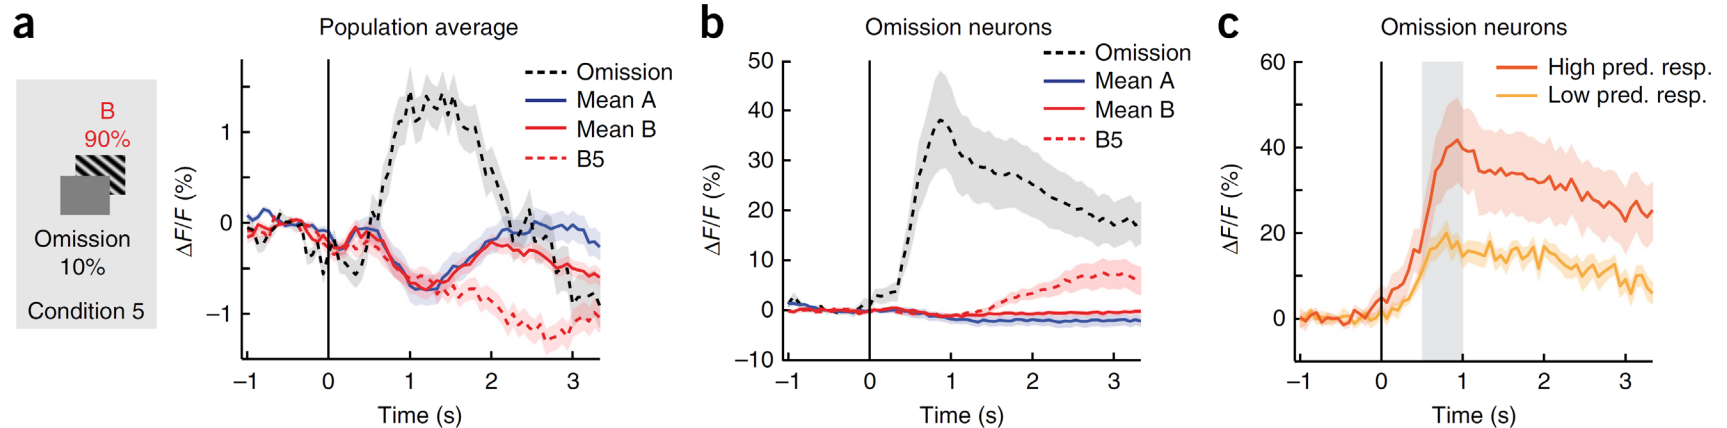 a
B
90%
Omission
10%
Condition 5
Population average
Omission
Mean A
Mean B
B5
ΔF/F (%)
1
0
−1
−1
0
1
2
3
Time (s)
b
Omission neurons
Omission
Mean A
Mean B
B5
ΔF/F (%)
50
40
30
20
10
0
−10
−1
0
1
2
3
Time (s)
c
Omission neurons
High pred. resp.
Low pred. resp.
ΔF/F (%)
60
40
20
0
−1
0
1
2
3
Time (s)